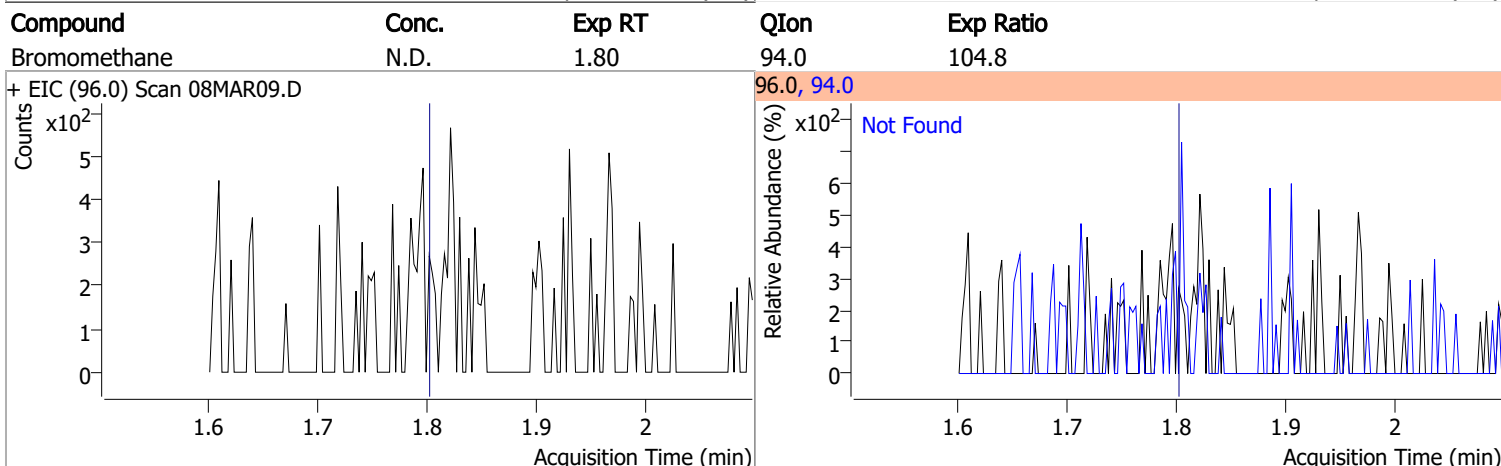 Compound Conc. Exp RT QIon Exp Ratio
Bromomethane N.D. 1.80 94.0 104.8
+ EIC (96.0) Scan 08MAR09.D
96.0, 94.0
Counts
x10²
5
4
3
2
1
0
1.6 1.7 1.8 1.9 2
Acquisition Time (min)
Relative Abundance (%)
x10²
Not Found
6
5
4
3
2
1
0
1.6 1.7 1.8 1.9 2
Acquisition Time (min)